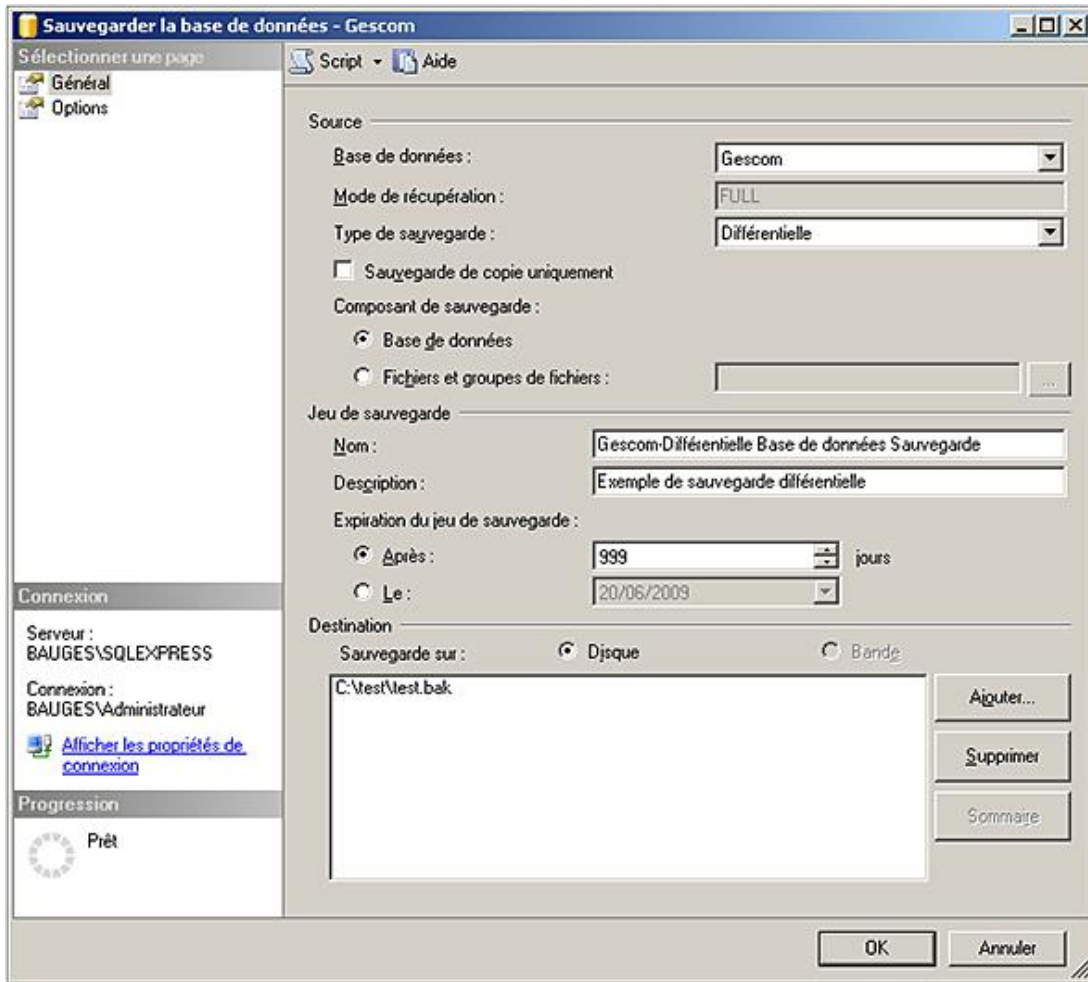 Sauvegarder la base de données - Gescom
Sélectionner une page
Général
Options
Script
Aide
Source
Base de données :
Gescom
Mode de récupération :
FULL
Type de sauvegarde :
Différentielle
Sauvegarde de copie uniquement
Composant de sauvegarde :
Base de données
Fichiers et groupes de fichiers :
...
Jeu de sauvegarde
Nom :
Gescom-Différentielle Base de données Sauvegarde
Description :
Exemple de sauvegarde différentielle
Expiration du jeu de sauvegarde :
Après :
999
jours
Le :
20/06/2009
Destination
Sauvegarde sur :
Disque
Bande
C:\test\test.bak
Ajouter...
Supprimer
Sommaire
Connexion
Serveur :
BAUGES\SQLEXPRESS
Connexion :
BAUGES\Administrateur
Afficher les propriétés de
connexion
Progression
Prêt
OK
Annuler